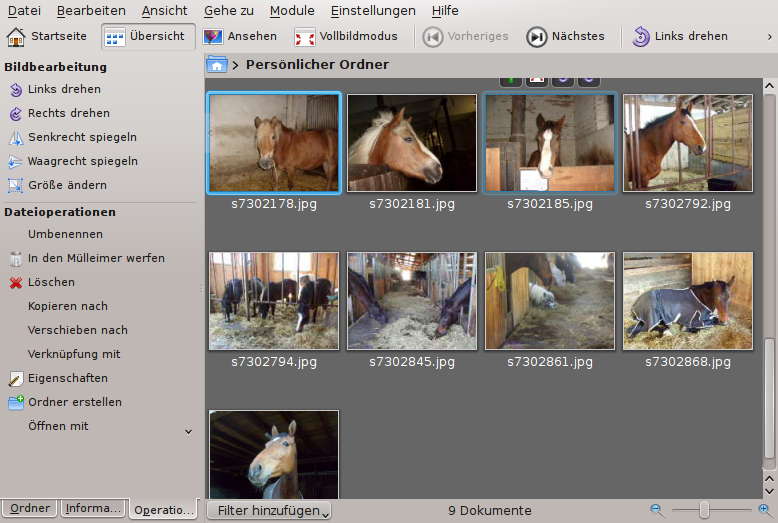 Datei Bearbeiten Ansicht Gehe zu Module Einstellungen Hilfe
Startseite Übersicht Ansehen Vollbildmodus Vorheriges Nächstes Links drehen
Bildbearbeitung
Links drehen
Rechts drehen
Senkrecht spiegeln
Waagrecht spiegeln
Größe ändern
Dateioperationen
Umbenennen
In den Mülleimer werfen
Löschen
Kopieren nach
Verschieben nach
Verknüpfung mit
Eigenschaften
Ordner erstellen
Öffnen mit
Ordner Informa... Operatio...
Persönlicher Ordner
s7302178.jpg s7302181.jpg s7302185.jpg s7302792.jpg
s7302794.jpg s7302845.jpg s7302861.jpg s7302868.jpg
Filter hinzufügen 9 Dokumente